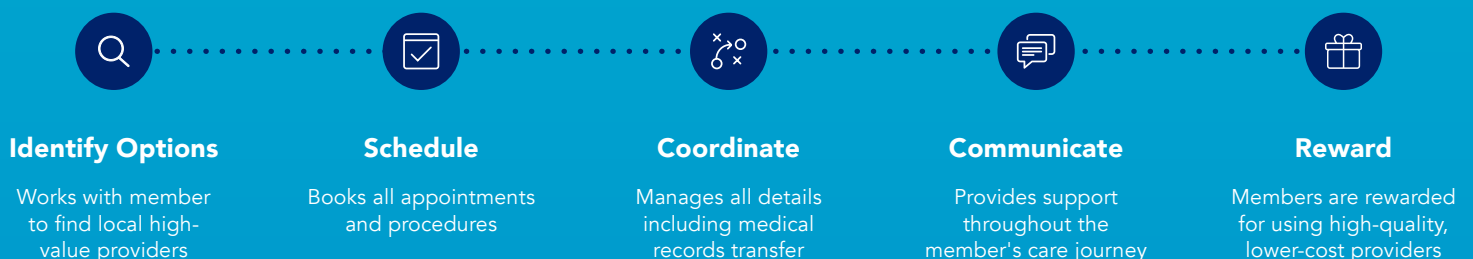 Identify Options
Works with member
to find local high-
value providers
Schedule
Books all appointments
and procedures
Coordinate
Manages all details
including medical
records transfer
Communicate
Provides support
throughout the
member's care journey
Reward
Members are rewarded
for using high-quality,
lower-cost providers